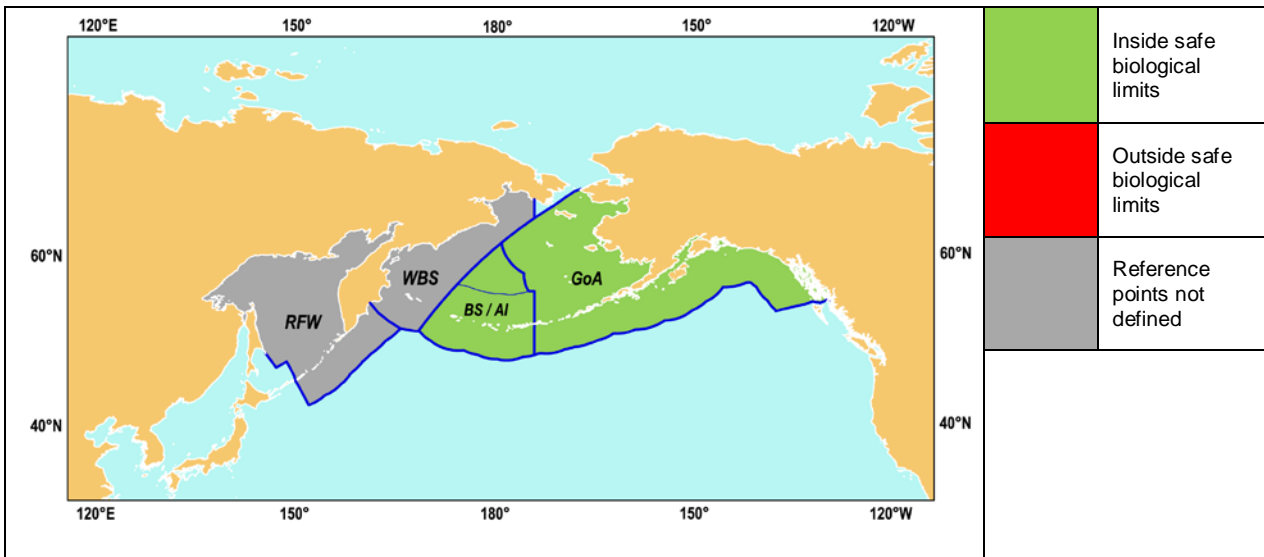 120°E 150° 180° 150° 120°W
60°N
60°N
WBS
GoA
BS / AI
RFW
40°N
40°N
120°E 150° 180° 150° 120°W
Inside safe
biological
limits
Outside safe
biological
limits
Reference
points not
defined